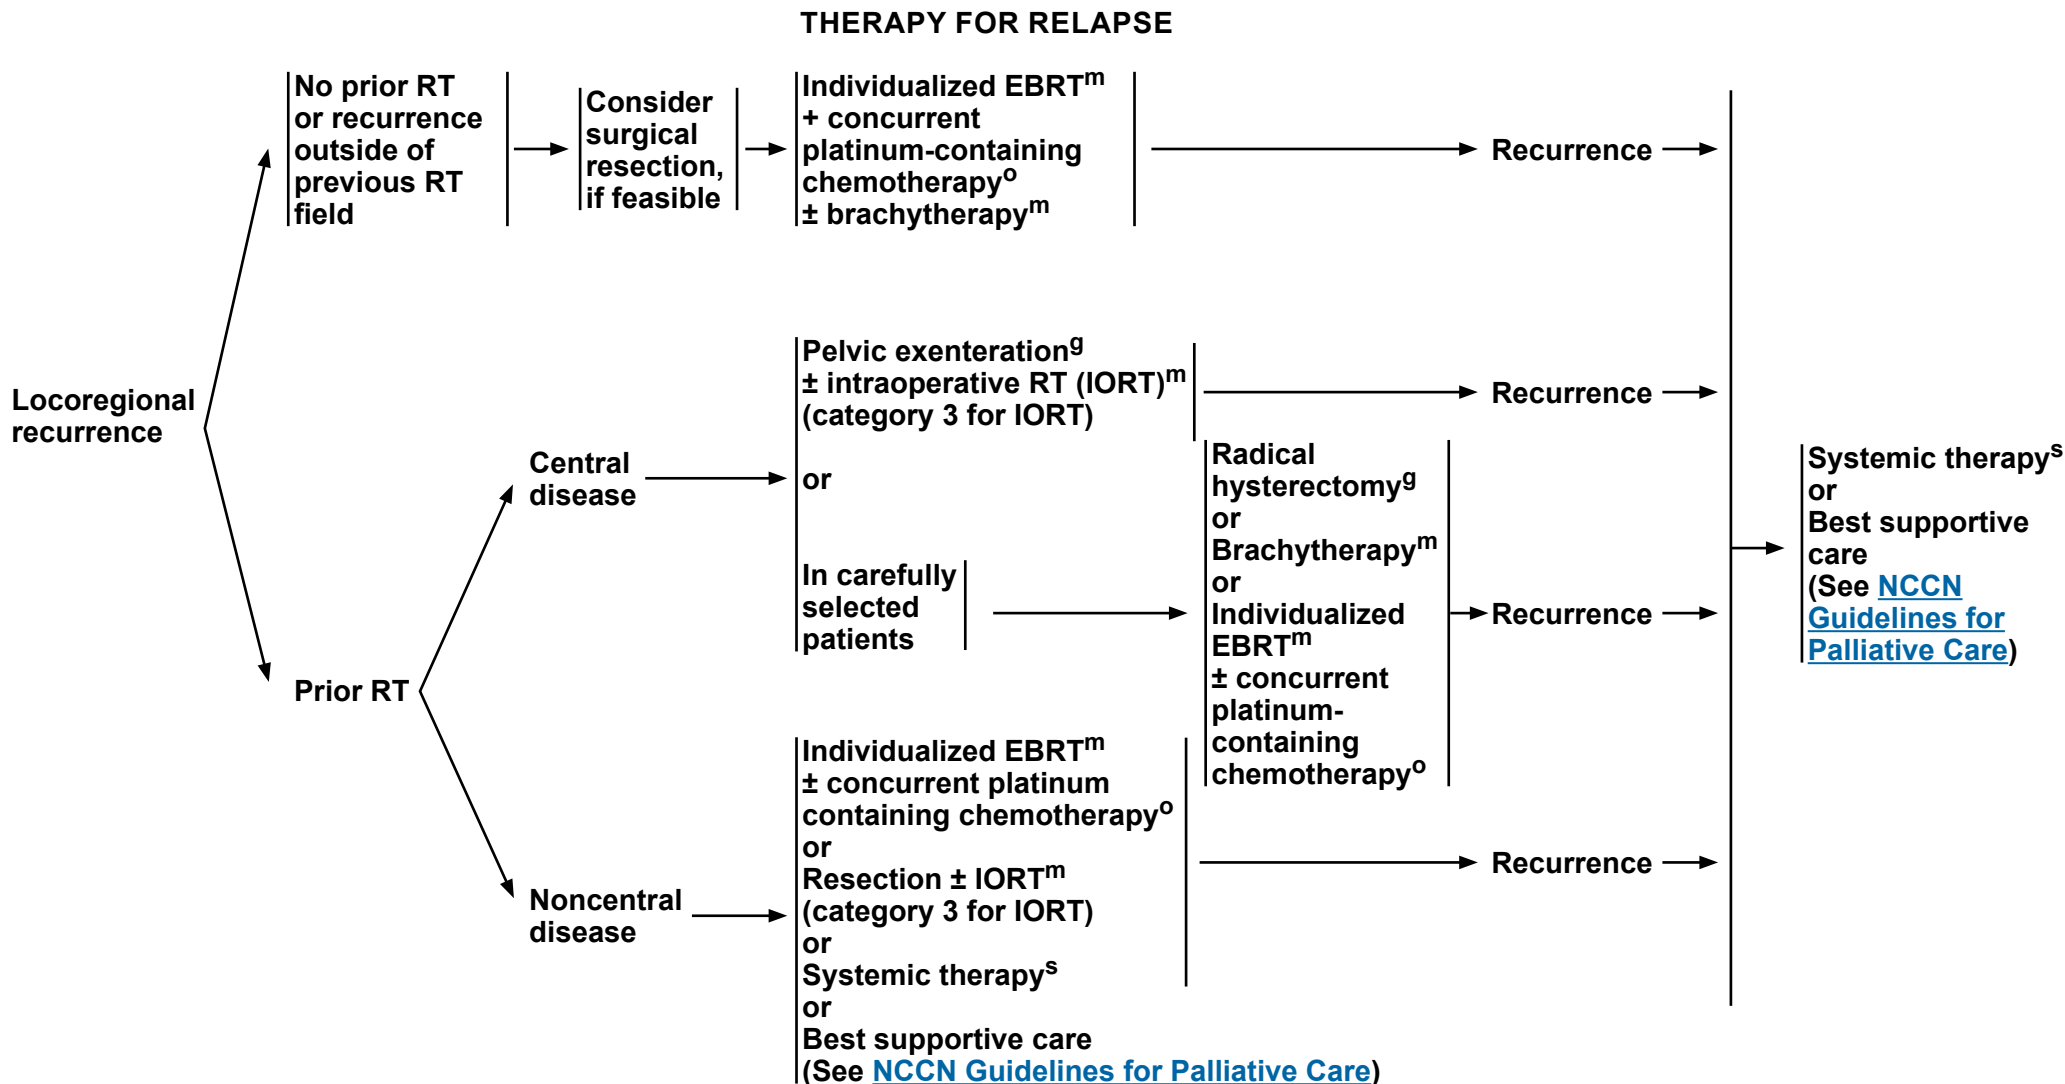 THERAPY FOR RELAPSE
Locoregional
recurrence
No prior RT
or recurrence
outside of
previous RT
field
Consider
surgical
resection,
if feasible
Individualized EBRTm
+ concurrent
platinum-containing
chemotherapyo
± brachytherapym
Recurrence
Prior RT
Central
disease
Pelvic exenterationg
± intraoperative RT (IORT)m
(category 3 for IORT)
Recurrence
or
In carefully
selected
patients
Radical
hysterectomyg
or
Brachytherapym
or
Individualized
EBRTm
± concurrent
platinum-
containing
chemotherapyo
Recurrence
Noncentral
disease
Individualized EBRTm
± concurrent platinum
containing chemotherapyo
or
Resection ± IORTm
(category 3 for IORT)
or
Systemic therapys
or
Best supportive care
(See NCCN Guidelines for Palliative Care)
Recurrence
Systemic therapys
or
Best supportive
care
(See NCCN
Guidelines for
Palliative Care)